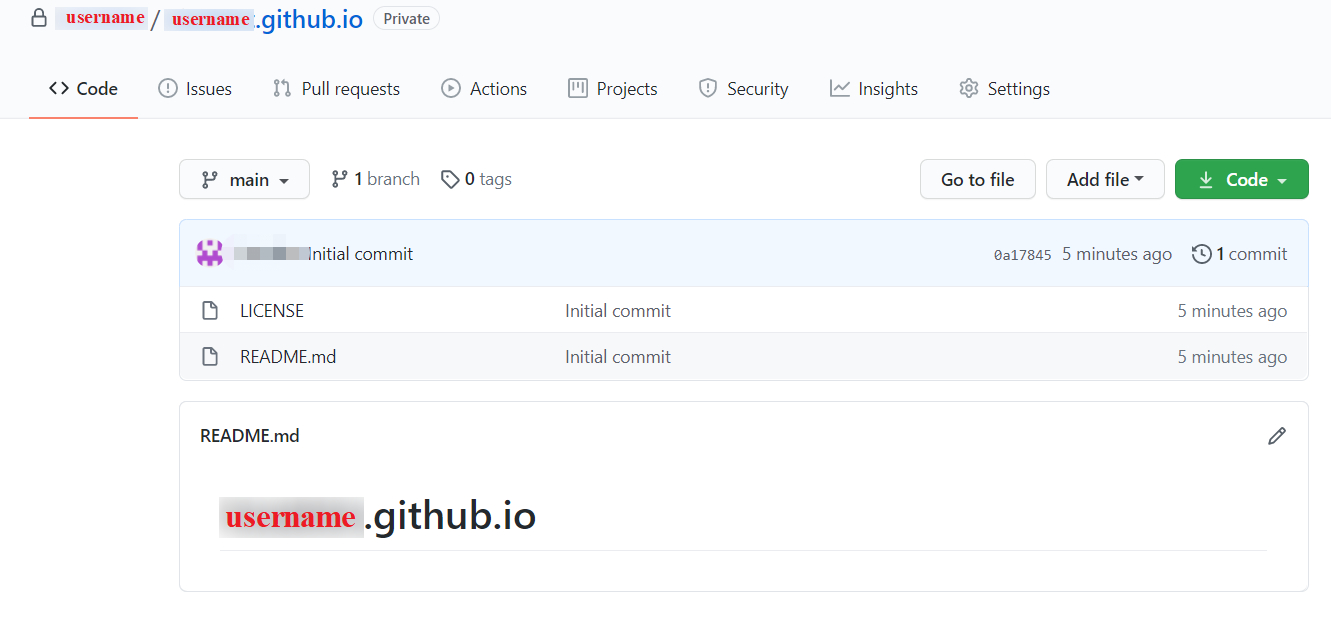 username / username.github.io Private
Code Issues Pull requests Actions Projects Security Insights Settings
main 1 branch 0 tags Go to file Add file Code
Initial commit 0a17845 5 minutes ago 1 commit
LICENSE Initial commit 5 minutes ago
README.md Initial commit 5 minutes ago
README.md
username.github.io